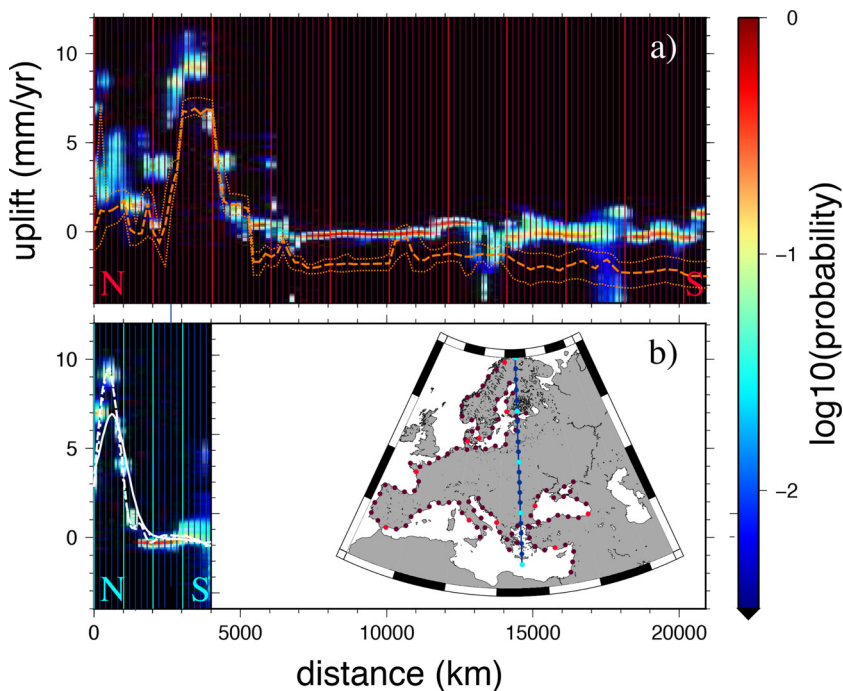 a)
10
5
0
uplift (mm/yr)
N
S
b)
10
5
0
N
S
0
5000
10000
15000
20000
distance (km)
0
−1
−2
log10(probability)